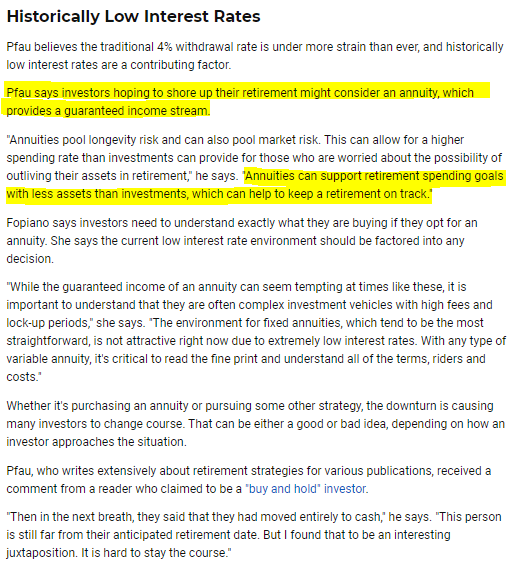 Historically Low Interest Rates
Pfau believes the traditional 4% withdrawal rate is under more strain than ever, and historically
low interest rates are a contributing factor.
Pfau says investors hoping to shore up their retirement might consider an annuity, which
provides a guaranteed income stream.
"Annuities pool longevity risk and can also pool market risk. This can allow for a higher
spending rate than investments can provide for those who are worried about the possibility of
outliving their assets in retirement," he says. "Annuities can support retirement spending goals
with less assets than investments, which can help to keep a retirement on track."
Fopiano says investors need to understand exactly what they are buying if they opt for an
annuity. She says the current low interest rate environment should be factored into any
decision.
"While the guaranteed income of an annuity can seem tempting at times like these, it is
important to understand that they are often complex investment vehicles with high fees and
lock-up periods," she says. "The environment for fixed annuities, which tend to be the most
straightforward, is not attractive right now due to extremely low interest rates. With any type of
variable annuity, it's critical to read the fine print and understand all of the terms, riders and
costs."
Whether it's purchasing an annuity or pursuing some other strategy, the downturn is causing
many investors to change course. That can be either a good or bad idea, depending on how an
investor approaches the situation.
Pfau, who writes extensively about retirement strategies for various publications, received a
comment from a reader who claimed to be a "buy and hold" investor.
"Then in the next breath, they said that they had moved entirely to cash," he says. "This person
is still far from their anticipated retirement date. But I found that to be an interesting
juxtaposition. It is hard to stay the course."